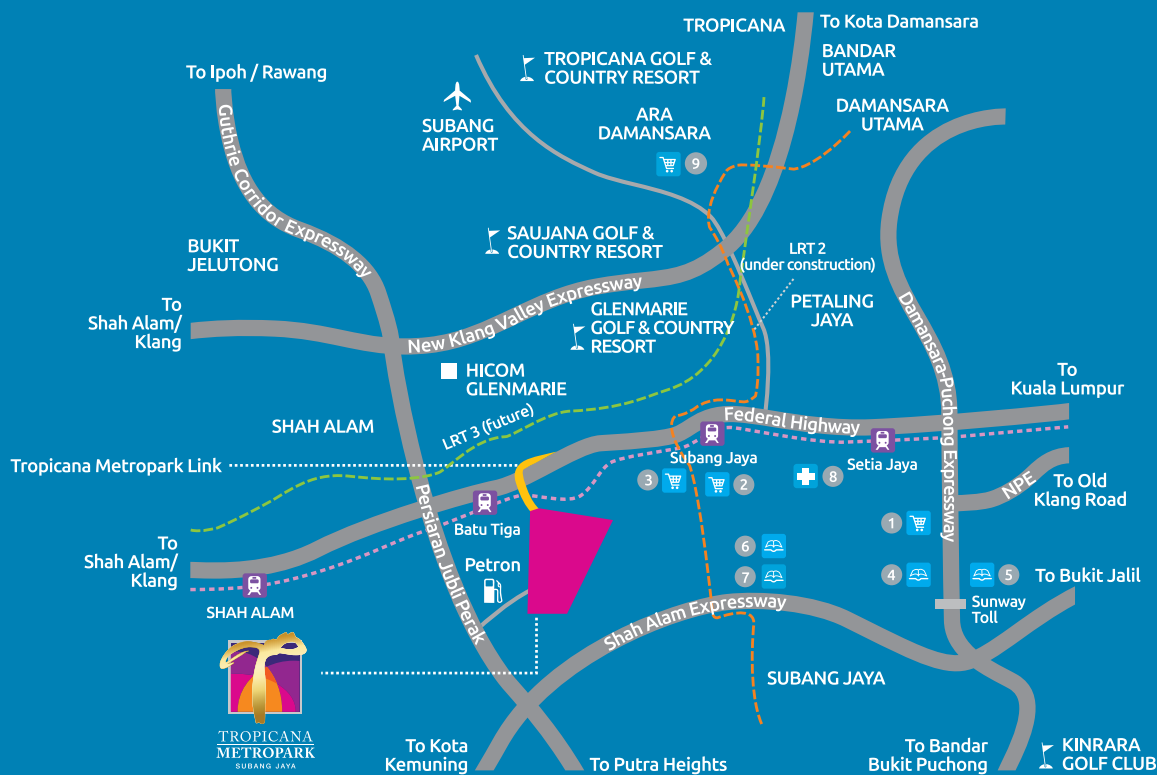 TROPICANA
To Kota Damansara
BANDAR
UTAMA
TROPICANA GOLF &
COUNTRY RESORT
To Ipoh / Rawang
DAMANSARA
UTAMA
SUBANG
AIRPORT
ARA
DAMANSARA
9
Guthrie Corridor Expressway
BUKIT
JELUTONG
SAUJANA GOLF &
COUNTRY RESORT
LRT 2
(under construction)
To
Shah Alam/
Klang
New Klang Valley Expressway
GLENMARIE
GOLF & COUNTRY
RESORT
PETALING
JAYA
Damansara-Puchong Expressway
HICOM
GLENMARIE
To
Kuala Lumpur
SHAH ALAM
LRT 3 (future)
Federal Highway
Tropicana Metropark Link
Subang Jaya
Setia Jaya
3
2
8
NPE
To Old
Klang Road
Persiaran Jubli Perak
Batu Tiga
1
To
Shah Alam/
Klang
Petron
6
7
4
5
To Bukit Jalil
SHAH ALAM
Shah Alam Expressway
Sunway
Toll
SUBANG JAYA
TROPICANA
METROPARK
SUBANG JAYA
To Kota
Kemuning
To Putra Heights
To Bandar
Bukit Puchong
KINRARA
GOLF CLUB